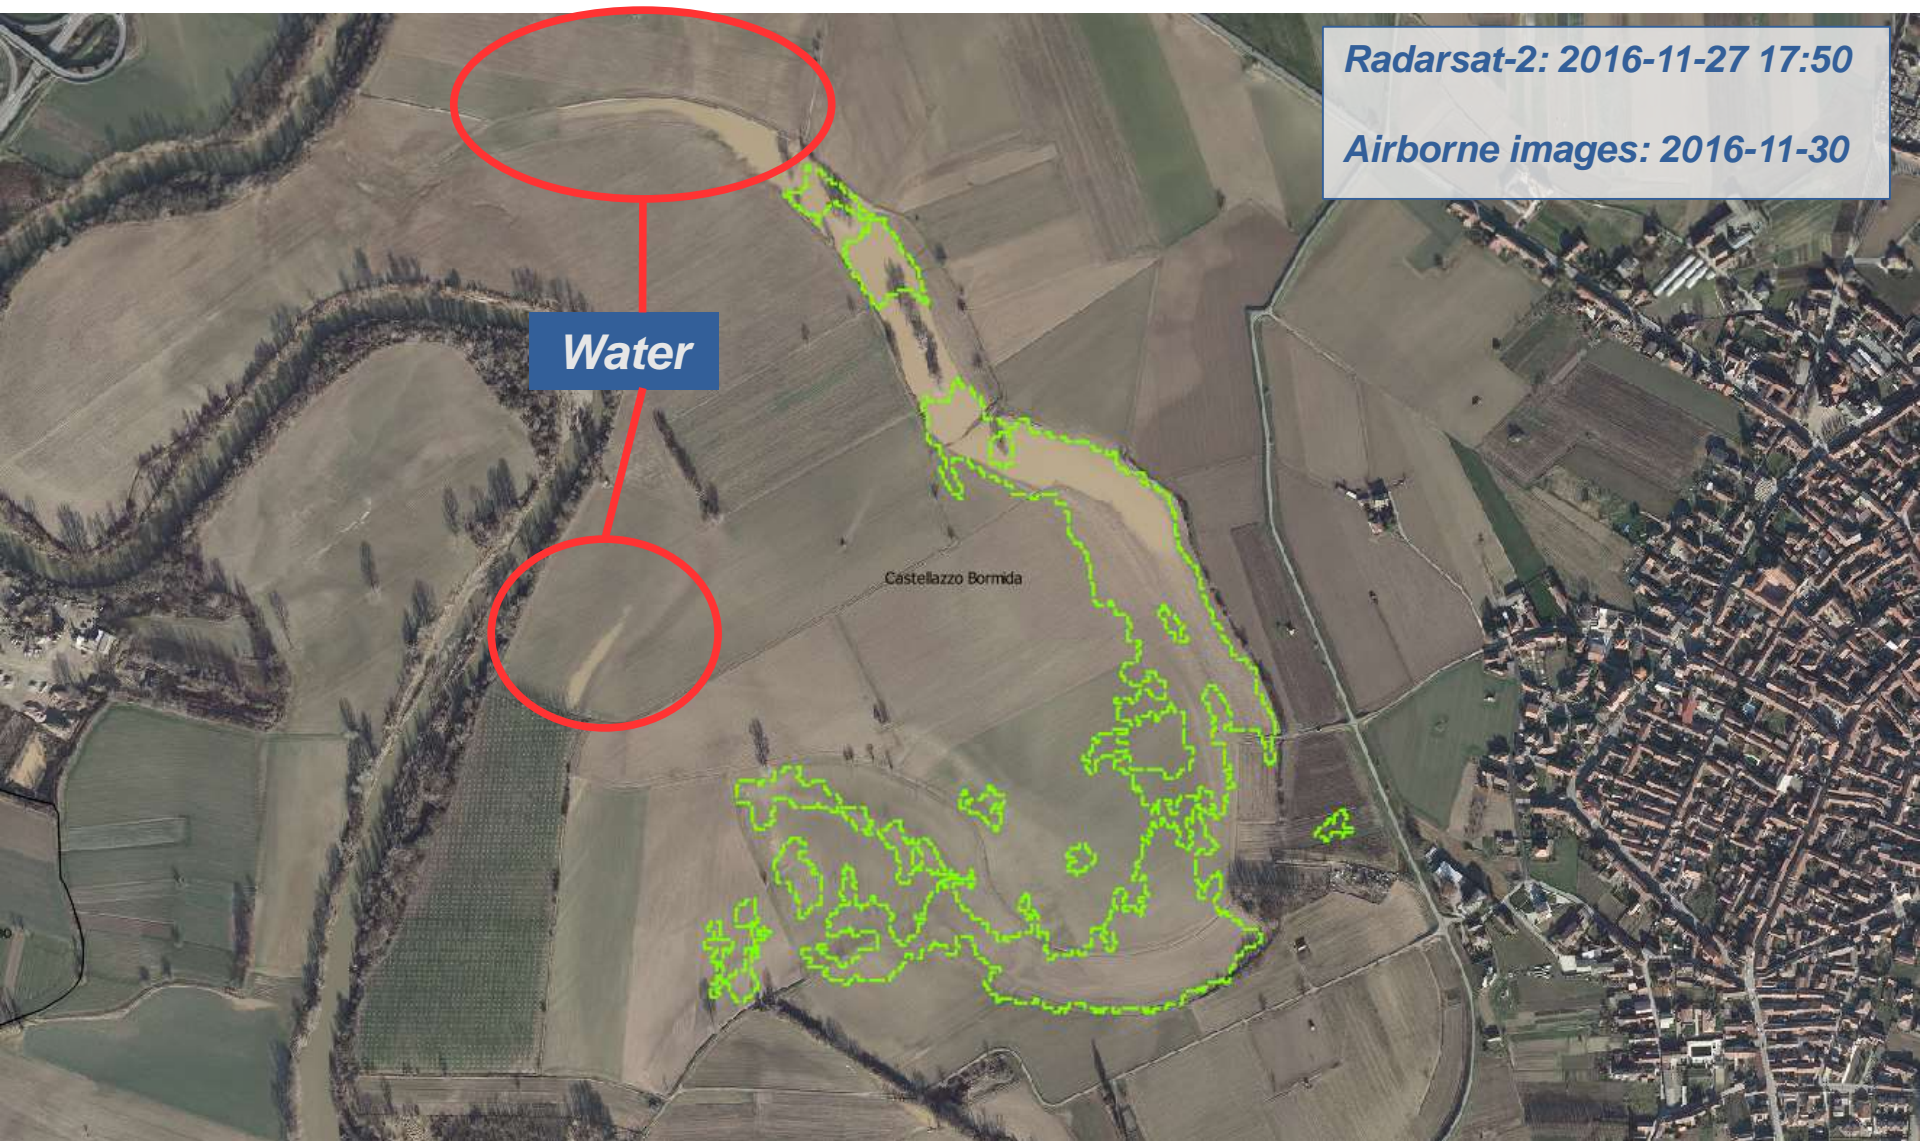 Radarsat-2: 2016-11-27 17:50
Airborne images: 2016-11-30
Water
Castellazzo Bormida